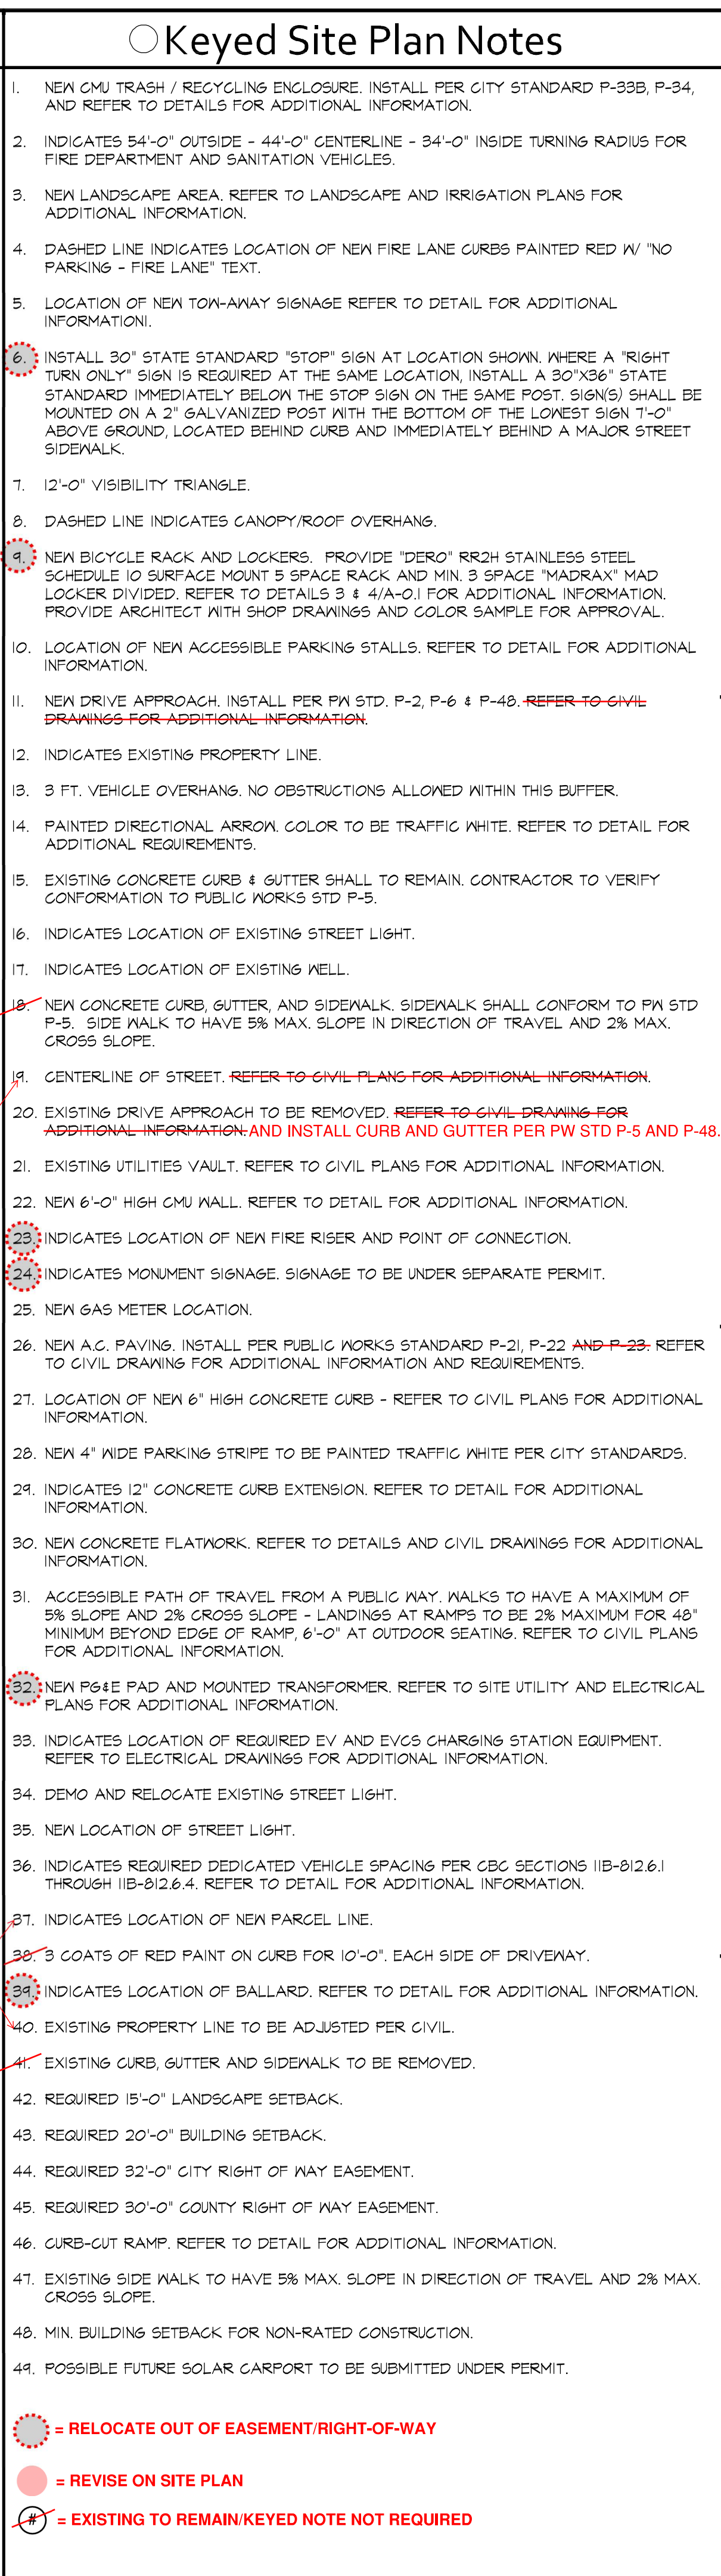 Keyed Site Plan Notes
1. NEW CMU TRASH / RECYCLING ENCLOSURE. INSTALL PER CITY STANDARD P-33B, P-34,
AND REFER TO DETAILS FOR ADDITIONAL INFORMATION.
2. INDICATES 54'-0" OUTSIDE - 44'-0" CENTERLINE - 34'-0" INSIDE TURNING RADIUS FOR
FIRE DEPARTMENT AND SANITATION VEHICLES.
3. NEW LANDSCAPE AREA. REFER TO LANDSCAPE AND IRRIGATION PLANS FOR
ADDITIONAL INFORMATION.
4. DASHED LINE INDICATES LOCATION OF NEW FIRE LANE CURBS PAINTED RED W/ "NO
PARKING - FIRE LANE" TEXT.
5. LOCATION OF NEW TOW-AWAY SIGNAGE REFER TO DETAIL FOR ADDITIONAL
INFORMATION1.
6. INSTALL 30" STATE STANDARD "STOP" SIGN AT LOCATION SHOWN. WHERE A "RIGHT
TURN ONLY" SIGN IS REQUIRED AT THE SAME LOCATION, INSTALL A 30"X36" STATE
STANDARD IMMEDIATELY BELOW THE STOP SIGN ON THE SAME POST. SIGN(S) SHALL BE
MOUNTED ON A 2" GALVANIZED POST WITH THE BOTTOM OF THE LOWEST SIGN 7'-0"
ABOVE GROUND, LOCATED BEHIND CURB AND IMMEDIATELY BEHIND A MAJOR STREET
SIDEWALK.
7. 12'-0" VISIBILITY TRIANGLE.
8. DASHED LINE INDICATES CANOPY/ROOF OVERHANG.
9. NEW BICYCLE RACK AND LOCKERS. PROVIDE "DERO" RR2H STAINLESS STEEL
SCHEDULE 10 SURFACE MOUNT 5 SPACE RACK AND MIN. 3 SPACE "MADRAX" MAD
LOCKER DIVIDED. REFER TO DETAILS 3 & 4/A-0.1 FOR ADDITIONAL INFORMATION.
PROVIDE ARCHITECT WITH SHOP DRAWINGS AND COLOR SAMPLE FOR APPROVAL.
10. LOCATION OF NEW ACCESSIBLE PARKING STALLS. REFER TO DETAIL FOR ADDITIONAL
INFORMATION.
11. NEW DRIVE APPROACH. INSTALL PER PW STD. P-2, P-6 & P-48. REFER TO CIVIL
DRAWINGS FOR ADDITIONAL INFORMATION.
12. INDICATES EXISTING PROPERTY LINE.
13. 3 FT. VEHICLE OVERHANG. NO OBSTRUCTIONS ALLOWED WITHIN THIS BUFFER.
14. PAINTED DIRECTIONAL ARROW. COLOR TO BE TRAFFIC WHITE. REFER TO DETAIL FOR
ADDITIONAL REQUIREMENTS.
15. EXISTING CONCRETE CURB & GUTTER SHALL TO REMAIN. CONTRACTOR TO VERIFY
CONFORMATION TO PUBLIC WORKS STD P-5.
16. INDICATES LOCATION OF EXISTING STREET LIGHT.
17. INDICATES LOCATION OF EXISTING WELL.
18. NEW CONCRETE CURB, GUTTER, AND SIDEWALK. SIDEWALK SHALL CONFORM TO PW STD
P-5. SIDE WALK TO HAVE 5% MAX. SLOPE IN DIRECTION OF TRAVEL AND 2% MAX.
CROSS SLOPE.
19. CENTERLINE OF STREET. REFER TO CIVIL PLANS FOR ADDITIONAL INFORMATION.
20. EXISTING DRIVE APPROACH TO BE REMOVED. REFER TO CIVIL DRAWING FOR
ADDITIONAL INFORMATION. AND INSTALL CURB AND GUTTER PER PW STD P-5 AND P-48.
21. EXISTING UTILITIES VAULT. REFER TO CIVIL PLANS FOR ADDITIONAL INFORMATION.
22. NEW 6'-0" HIGH CMU WALL. REFER TO DETAIL FOR ADDITIONAL INFORMATION.
23. INDICATES LOCATION OF NEW FIRE RISER AND POINT OF CONNECTION.
24. INDICATES MONUMENT SIGNAGE. SIGNAGE TO BE UNDER SEPARATE PERMIT.
25. NEW GAS METER LOCATION.
26. NEW A.C. PAVING. INSTALL PER PUBLIC WORKS STANDARD P-21, P-22 AND P-23. REFER
TO CIVIL DRAWING FOR ADDITIONAL INFORMATION AND REQUIREMENTS.
27. LOCATION OF NEW 6" HIGH CONCRETE CURB - REFER TO CIVIL PLANS FOR ADDITIONAL
INFORMATION.
28. NEW 4" WIDE PARKING STRIPE TO BE PAINTED TRAFFIC WHITE PER CITY STANDARDS.
29. INDICATES 12" CONCRETE CURB EXTENSION. REFER TO DETAIL FOR ADDITIONAL
INFORMATION.
30. NEW CONCRETE FLATWORK. REFER TO DETAILS AND CIVIL DRAWINGS FOR ADDITIONAL
INFORMATION.
31. ACCESSIBLE PATH OF TRAVEL FROM A PUBLIC WAY. WALKS TO HAVE A MAXIMUM OF
5% SLOPE AND 2% CROSS SLOPE - LANDINGS AT RAMPS TO BE 2% MAXIMUM FOR 48"
MINIMUM BEYOND EDGE OF RAMP, 6'-0" AT OUTDOOR SEATING. REFER TO CIVIL PLANS
FOR ADDITIONAL INFORMATION.
32. NEW PG&E PAD AND MOUNTED TRANSFORMER. REFER TO SITE UTILITY AND ELECTRICAL
PLANS FOR ADDITIONAL INFORMATION.
33. INDICATES LOCATION OF REQUIRED EV AND EVCS CHARGING STATION EQUIPMENT.
REFER TO ELECTRICAL DRAWINGS FOR ADDITIONAL INFORMATION.
34. DEMO AND RELOCATE EXISTING STREET LIGHT.
35. NEW LOCATION OF STREET LIGHT.
36. INDICATES REQUIRED DEDICATED VEHICLE SPACING PER CBC SECTIONS 11B-812.6.1
THROUGH 11B-812.6.4. REFER TO DETAIL FOR ADDITIONAL INFORMATION.
37. INDICATES LOCATION OF NEW PARCEL LINE.
38. 3 COATS OF RED PAINT ON CURB FOR 10'-0". EACH SIDE OF DRIVEWAY.
39. INDICATES LOCATION OF BALLARD. REFER TO DETAIL FOR ADDITIONAL INFORMATION.
40. EXISTING PROPERTY LINE TO BE ADJUSTED PER CIVIL.
41. EXISTING CURB, GUTTER AND SIDEWALK TO BE REMOVED.
42. REQUIRED 15'-0" LANDSCAPE SETBACK.
43. REQUIRED 20'-0" BUILDING SETBACK.
44. REQUIRED 32'-0" CITY RIGHT OF WAY EASEMENT.
45. REQUIRED 30'-0" COUNTY RIGHT OF WAY EASEMENT.
46. CURB-CUT RAMP. REFER TO DETAIL FOR ADDITIONAL INFORMATION.
47. EXISTING SIDE WALK TO HAVE 5% MAX. SLOPE IN DIRECTION OF TRAVEL AND 2% MAX.
CROSS SLOPE.
48. MIN. BUILDING SETBACK FOR NON-RATED CONSTRUCTION.
49. POSSIBLE FUTURE SOLAR CARPORT TO BE SUBMITTED UNDER PERMIT.
= RELOCATE OUT OF EASEMENT/RIGHT-OF-WAY
= REVISE ON SITE PLAN
# = EXISTING TO REMAIN/KEYED NOTE NOT REQUIRED